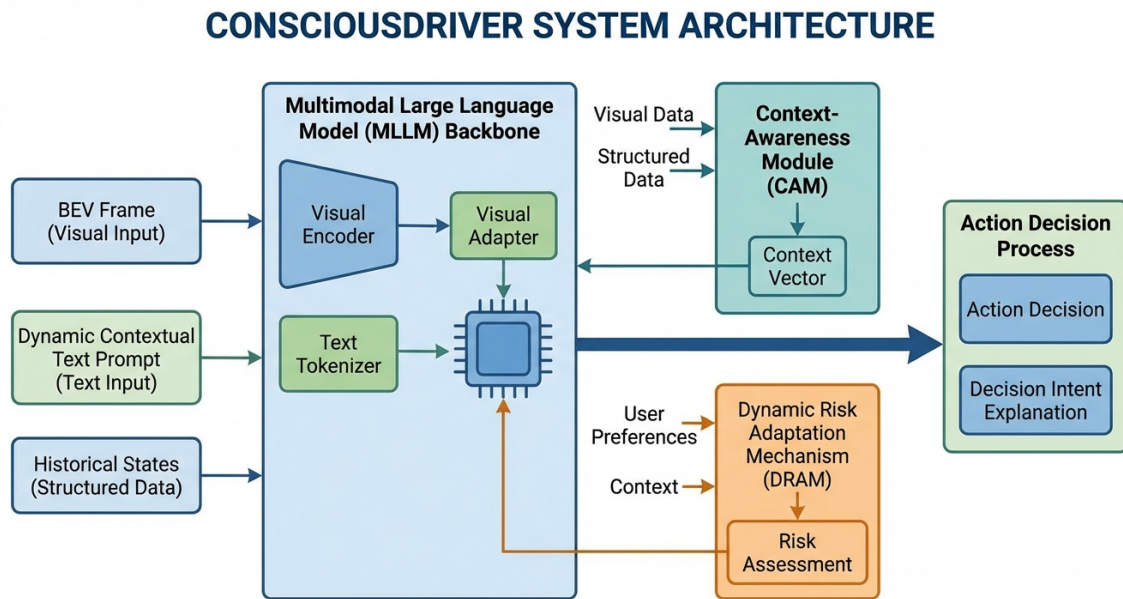 CONSCIOUSDRIVER SYSTEM ARCHITECTURE
BEV Frame
(Visual Input)
Dynamic Contextual
Text Prompt
(Text Input)
Historical States
(Structured Data)
Multimodal Large Language
Model (MLLM) Backbone
Visual
Encoder
Visual
Adapter
Text
Tokenizer
Visual Data
Structured
Data
Context-
Awareness
Module
(CAM)
Context
Vector
User
Preferences
Context
Dynamic Risk
Adaptation
Mechanism
(DRAM)
Risk
Assessment
Action Decision
Process
Action Decision
Decision Intent
Explanation